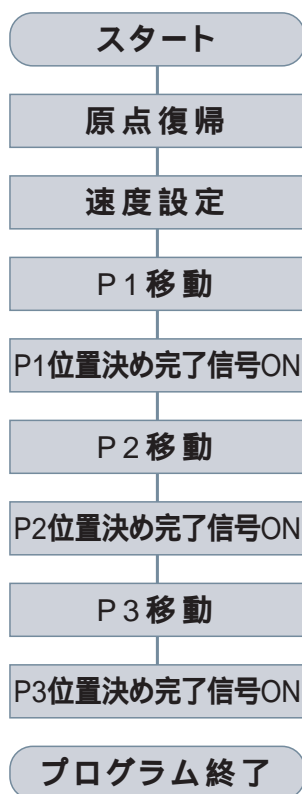 スタート
原点復帰
速度設定
P1移動
P1位置決め完了信号ON
P2移動
P2位置決め完了信号ON
P3移動
P3位置決め完了信号ON
プログラム終了